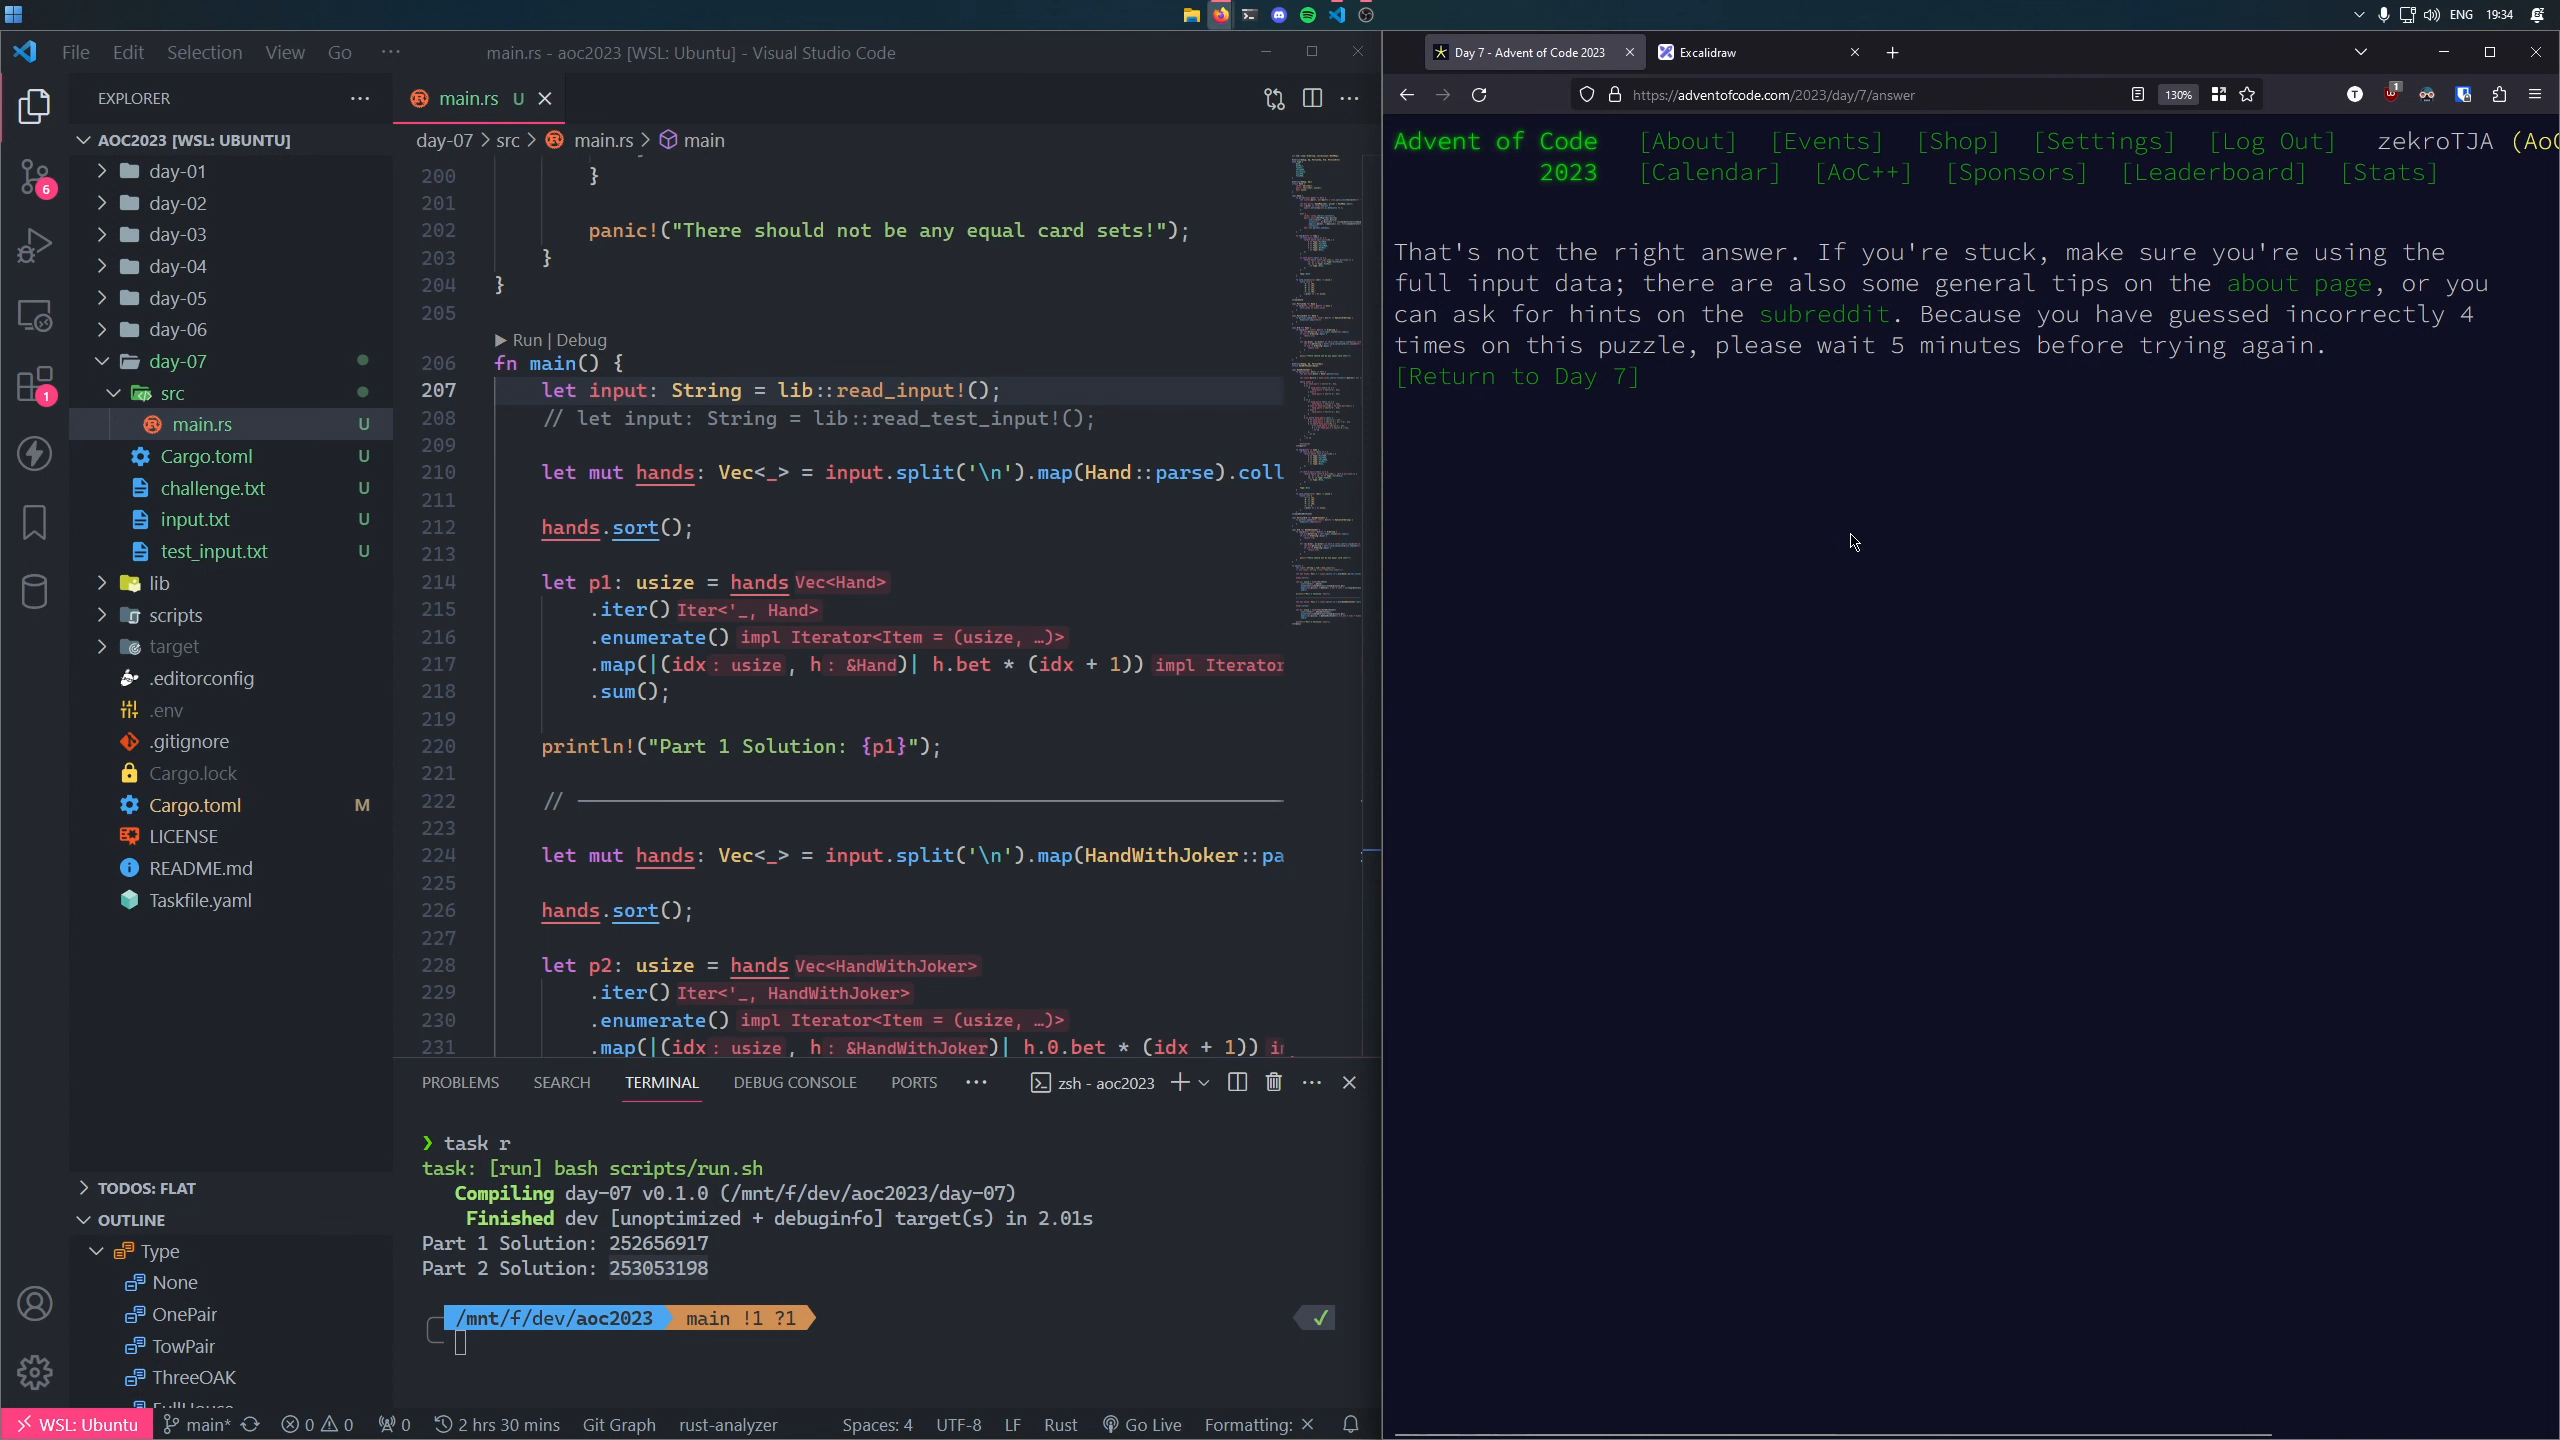 ENG 19:34
File Edit Selection View Go ···
main.rs - aoc2023 [WSL: Ubuntu] - Visual Studio Code
EXPLORER
AOC2023 [WSL: UBUNTU]
day-01
day-02
day-03
day-04
day-05
day-06
day-07
src
main.rs U
Cargo.toml U
challenge.txt U
input.txt U
test_input.txt U
lib
scripts
target
.editorconfig
.env
.gitignore
Cargo.lock
Cargo.toml M
LICENSE
README.md
Taskfile.yaml
TODOS: FLAT
OUTLINE
Type
None
OnePair
TowPair
ThreeOAK
6
1
main.rs U
day-07 > src > main.rs > main
200 }
201
202 panic!("There should not be any equal card sets!");
203 }
204 }
205
Run | Debug
206 fn main() {
207 let input: String = lib::read_input!();
208 // let input: String = lib::read_test_input!();
209
210 let mut hands: Vec<_> = input.split('\n').map(Hand::parse).coll
211
212 hands.sort();
213
214 let p1: usize = hands Vec<Hand>
215 .iter() Iter<'_, Hand>
216 .enumerate() impl Iterator<Item = (usize, …)>
217 .map(|(idx: usize, h: &Hand)| h.bet * (idx + 1)) impl Iterator
218 .sum();
219
220 println!("Part 1 Solution: {p1}");
221
222 //
223
224 let mut hands: Vec<_> = input.split('\n').map(HandWithJoker::pa
225
226 hands.sort();
227
228 let p2: usize = hands Vec<HandWithJoker>
229 .iter() Iter<'_, HandWithJoker>
230 .enumerate() impl Iterator<Item = (usize, …)>
231 .map(|(idx: usize, h: &HandWithJoker)| h.0.bet * (idx + 1))
PROBLEMS SEARCH TERMINAL DEBUG CONSOLE PORTS ··· zsh - aoc2023
❯ task r
task: [run] bash scripts/run.sh
Compiling day-07 v0.1.0 (/mnt/f/dev/aoc2023/day-07)
Finished dev [unoptimized + debuginfo] target(s) in 2.01s
Part 1 Solution: 252656917
Part 2 Solution: 253053198
/mnt/f/dev/aoc2023 main !1 ?1
WSL: Ubuntu main* 0 0 0 2 hrs 30 mins Git Graph rust-analyzer Spaces: 4 UTF-8 LF Rust Go Live Formatting: ×
Day 7 - Advent of Code 2023
Excalidraw
https://adventofcode.com/2023/day/7/answer 130%
1
Advent of Code [About] [Events] [Shop] [Settings] [Log Out] zekroTJA (AoC
2023 [Calendar] [AoC++] [Sponsors] [Leaderboard] [Stats]
That's not the right answer. If you're stuck, make sure you're using the
full input data; there are also some general tips on the about page, or you
can ask for hints on the subreddit. Because you have guessed incorrectly 4
times on this puzzle, please wait 5 minutes before trying again.
[Return to Day 7]